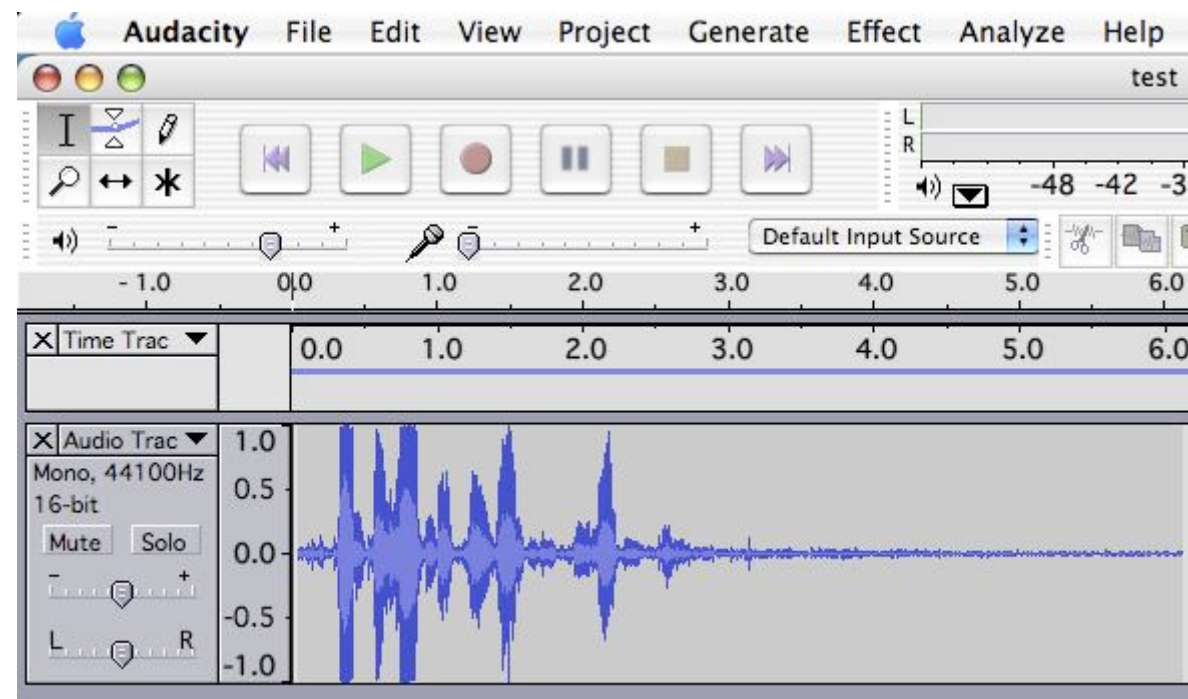 Audacity File Edit View Project Generate Effect Analyze Help
test
L
R
-48 -42 -3
- + - + Default Input Source
- 1.0 0.0 1.0 2.0 3.0 4.0 5.0 6.0
X Time Trac 0.0 1.0 2.0 3.0 4.0 5.0 6.0
X Audio Trac 1.0
Mono, 44100Hz
16-bit 0.5
Mute Solo 0.0
- +
-0.5
L R
-1.0